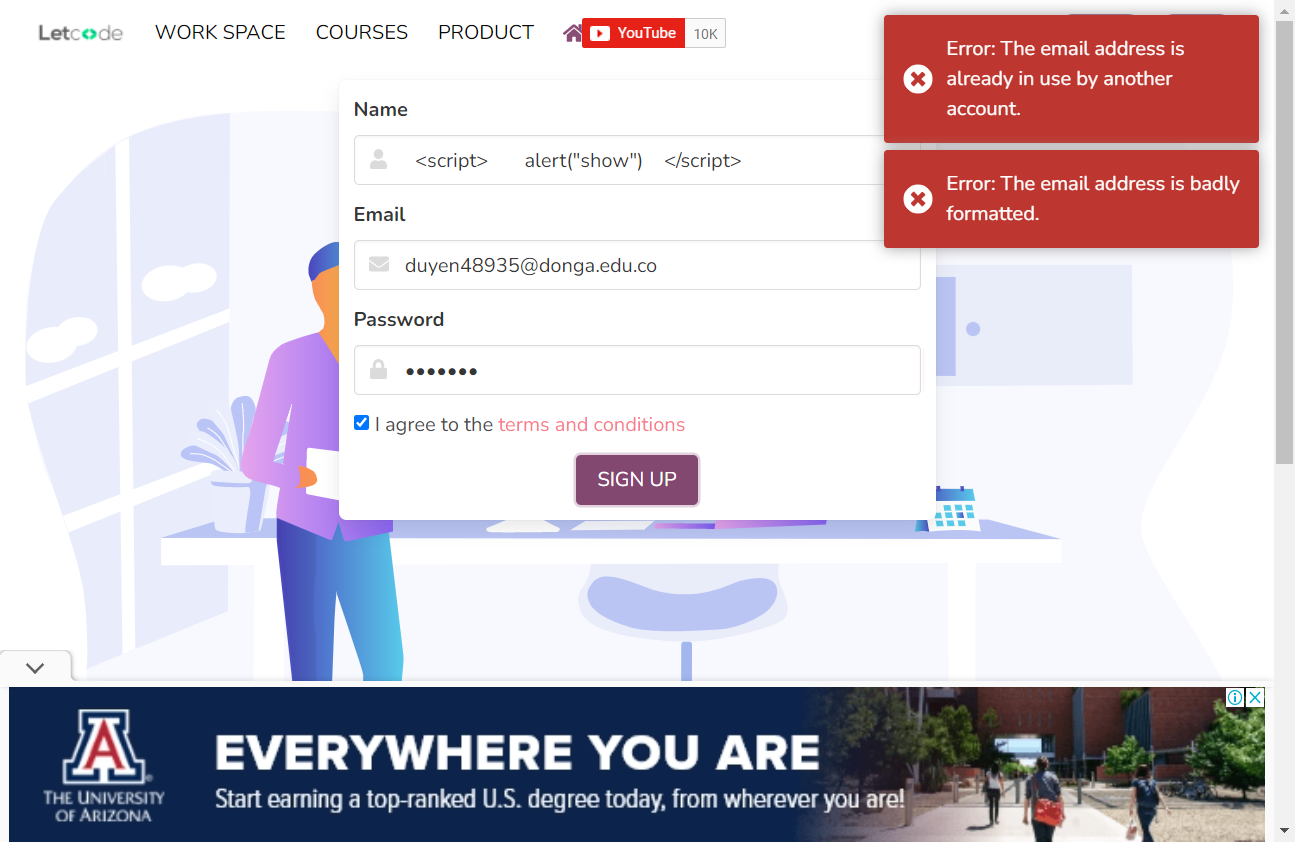 Letcode WORK SPACE COURSES PRODUCT YouTube 10K
Error: The email address is
already in use by another
account.
Error: The email address is badly
formatted.
Name
<script> alert("show") </script>
Email
duyen48935@donga.edu.co
Password
•••••••
I agree to the terms and conditions
SIGN UP
A
THE UNIVERSITY
OF ARIZONA
EVERYWHERE YOU ARE
Start earning a top-ranked U.S. degree today, from wherever you are!